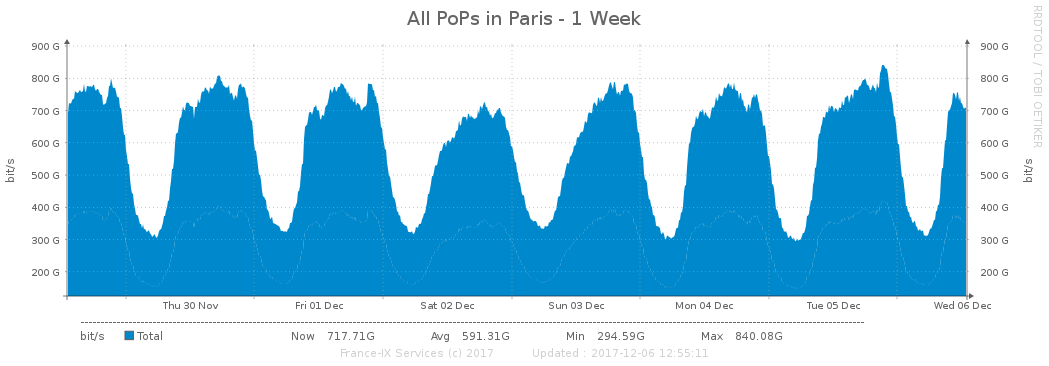 All PoPs in Paris - 1 Week
RRDTOOL / TOBI OETIKER
900 G 900 G
800 G 800 G
700 G 700 G
600 G 600 G
500 G 500 G
400 G 400 G
300 G 300 G
200 G 200 G
bit/s bit/s
Thu 30 Nov Fri 01 Dec Sat 02 Dec Sun 03 Dec Mon 04 Dec Tue 05 Dec Wed 06 Dec
bit/s Total Now 717.71G Avg 591.31G Min 294.59G Max 840.08G
France-IX Services (c) 2017 Updated : 2017-12-06 12:55:11